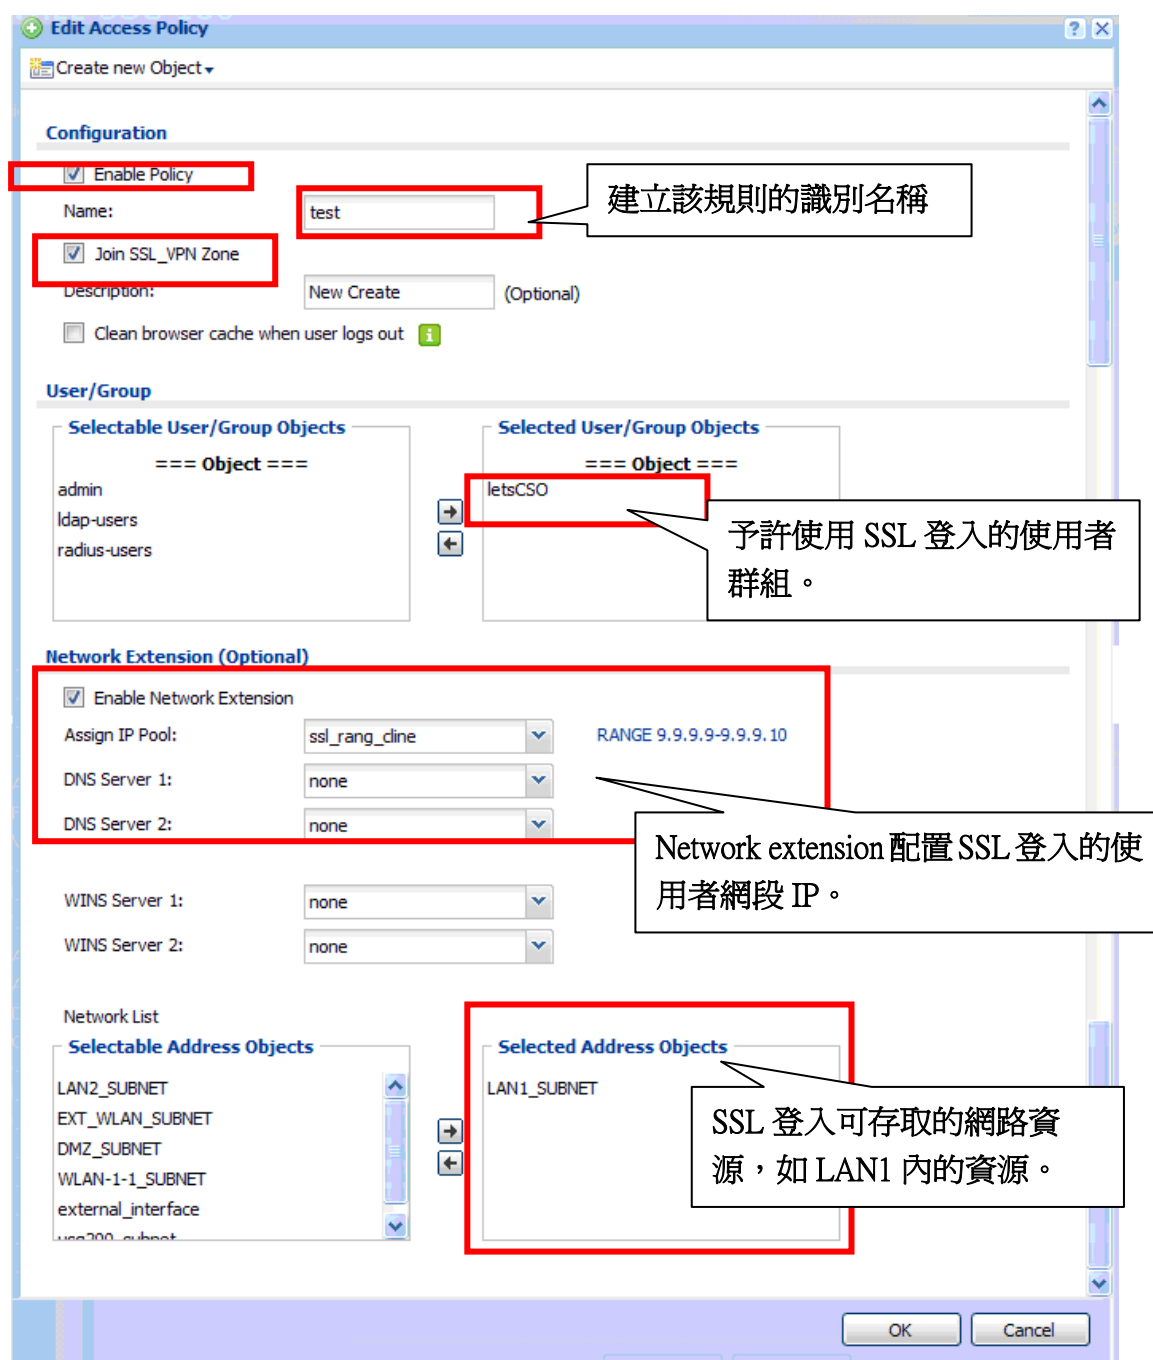 Edit Access Policy
Create new Object
Configuration
Enable Policy
Name:
test
建立該規則的識別名稱
Join SSL_VPN Zone
Description:
New Create
(Optional)
Clean browser cache when user logs out
User/Group
Selectable User/Group Objects
=== Object ===
admin
ldap-users
radius-users
Selected User/Group Objects
=== Object ===
letsCSO
予許使用 SSL 登入的使用者
群組。
Network Extension (Optional)
Enable Network Extension
Assign IP Pool:
ssl_rang_cline
RANGE 9.9.9.9-9.9.9.10
DNS Server 1:
none
DNS Server 2:
none
Network extension 配置 SSL 登入的使
用者網段 IP。
WINS Server 1:
none
WINS Server 2:
none
Network List
Selectable Address Objects
LAN2_SUBNET
EXT_WLAN_SUBNET
DMZ_SUBNET
WLAN-1-1_SUBNET
external_interface
Selected Address Objects
LAN1_SUBNET
SSL 登入可存取的網路資
源，如 LAN1 內的資源。
OK
Cancel